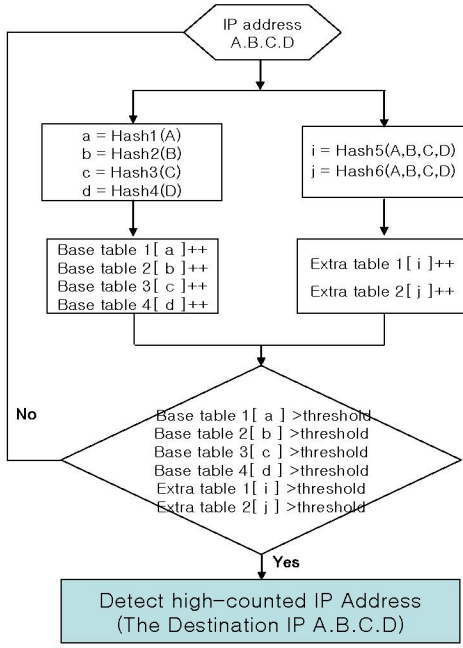 IP address
A.B.C.D
a = Hash1(A)
b = Hash2(B)
c = Hash3(C)
d = Hash4(D)
i = Hash5(A,B,C,D)
j = Hash6(A,B,C,D)
Base table 1[ a ]++
Base table 2[ b ]++
Base table 3[ c ]++
Base table 4[ d ]++
Extra table 1[ i ]++
Extra table 2[ j ]++
No
Base table 1[ a ] >threshold
Base table 2[ b ] >threshold
Base table 3[ c ] >threshold
Base table 4[ d ] >threshold
Extra table 1[ i ] >threshold
Extra table 2[ j ] >threshold
Yes
Detect high-counted IP Address
(The Destination IP A.B.C.D)